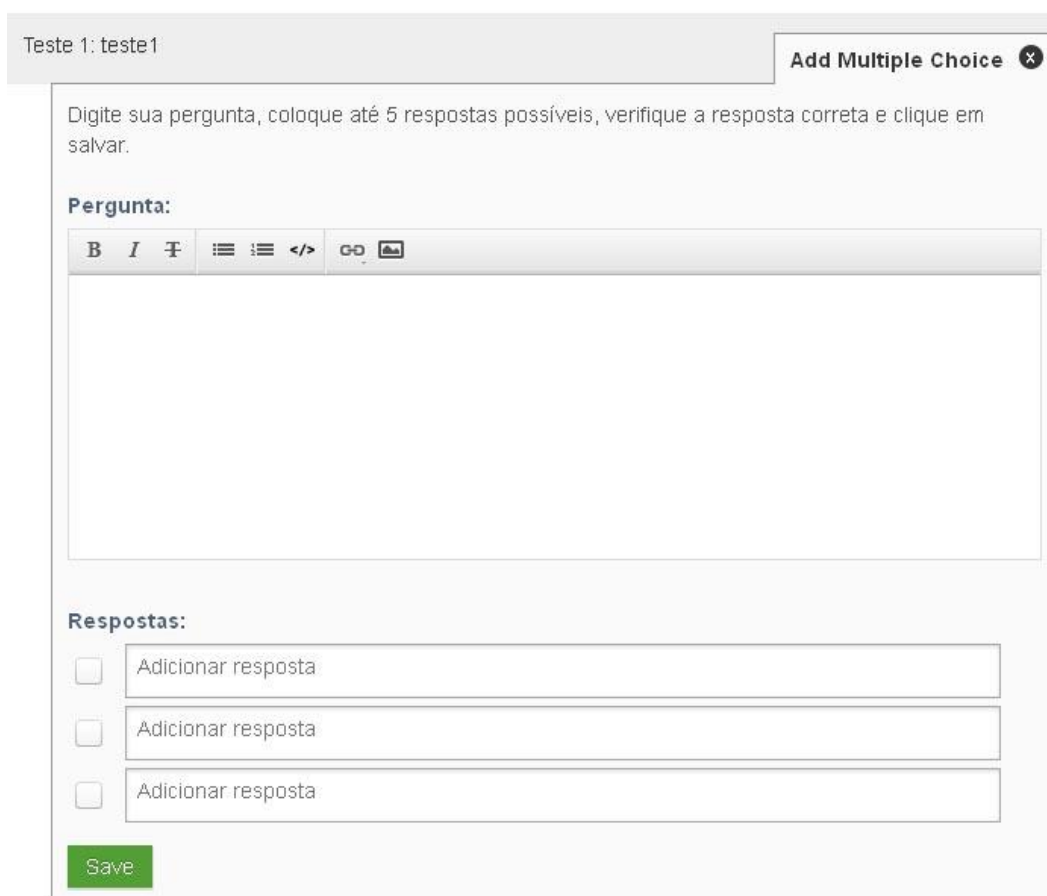 Teste 1: teste1
Add Multiple Choice
Digite sua pergunta, coloque até 5 respostas possíveis, verifique a resposta correta e clique em
salvar.
Pergunta:
B I T
Respostas:
Adicionar resposta
Adicionar resposta
Adicionar resposta
Save